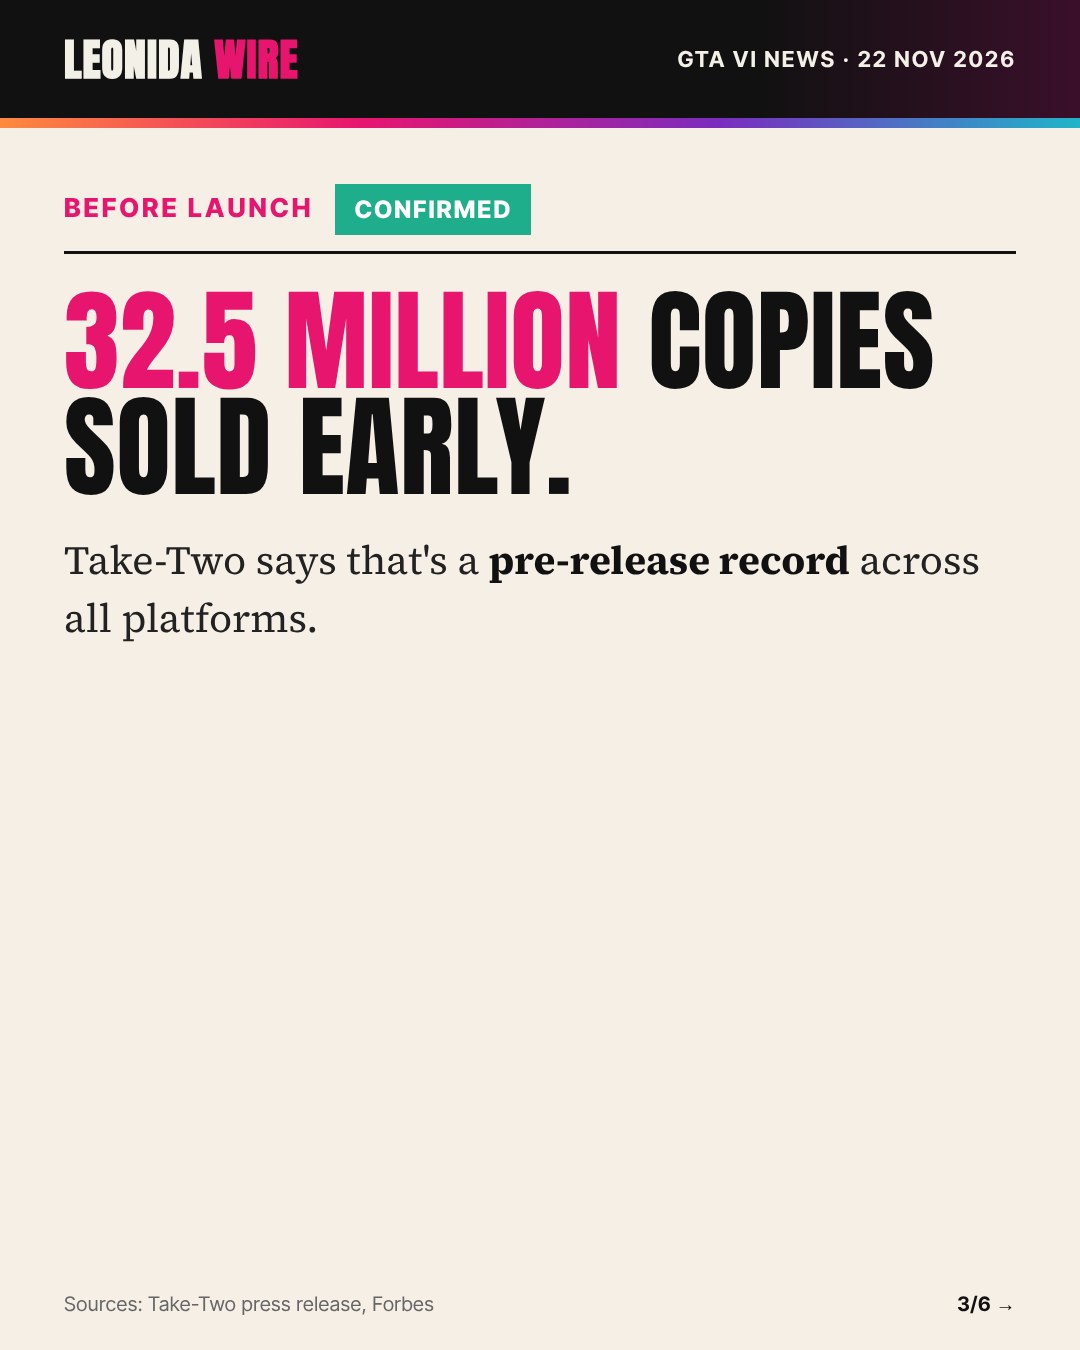 LEONIDA WIRE
GTA VI NEWS · 22 NOV 2026
BEFORE LAUNCH
CONFIRMED
32.5 MILLION COPIES
SOLD EARLY.
Take-Two says that's a pre-release record across
all platforms.
Sources: Take-Two press release, Forbes
3/6 →